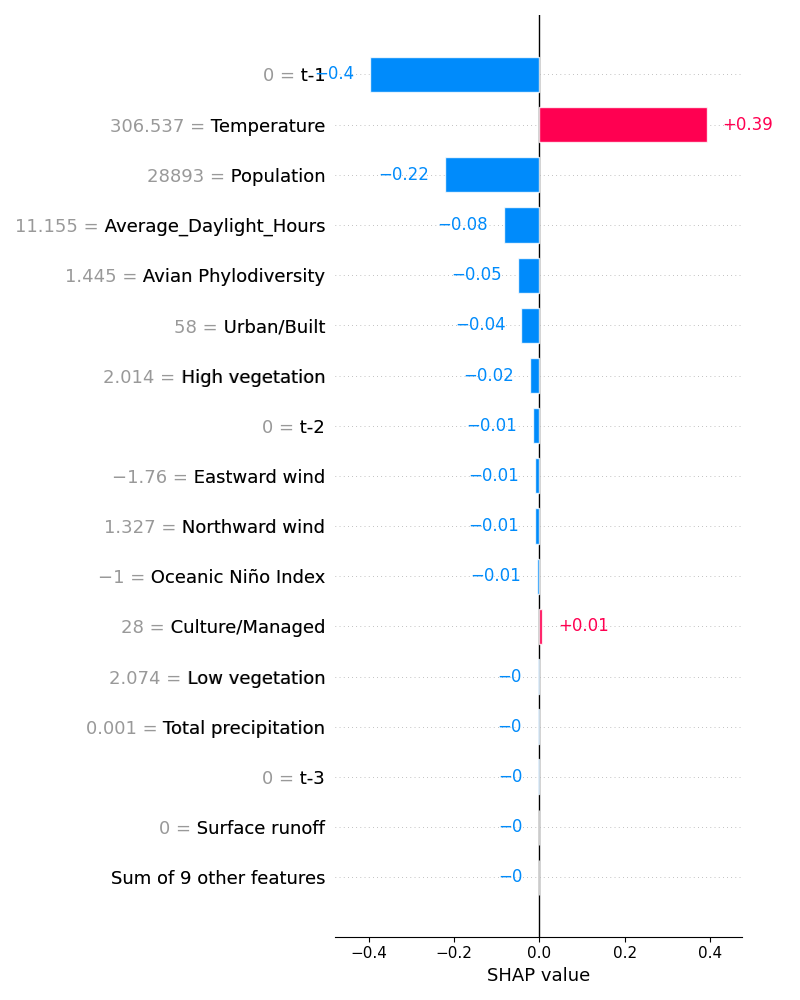 0 = t-1 −0.4
306.537 = Temperature +0.39
28893 = Population −0.22
11.155 = Average_Daylight_Hours −0.08
1.445 = Avian Phylodiversity −0.05
58 = Urban/Built −0.04
2.014 = High vegetation −0.02
0 = t-2 −0.01
−1.76 = Eastward wind −0.01
1.327 = Northward wind −0.01
−1 = Oceanic Niño Index −0.01
28 = Culture/Managed +0.01
2.074 = Low vegetation −0
0.001 = Total precipitation −0
0 = t-3 −0
0 = Surface runoff −0
Sum of 9 other features −0
−0.4 −0.2 0.0 0.2 0.4
SHAP value